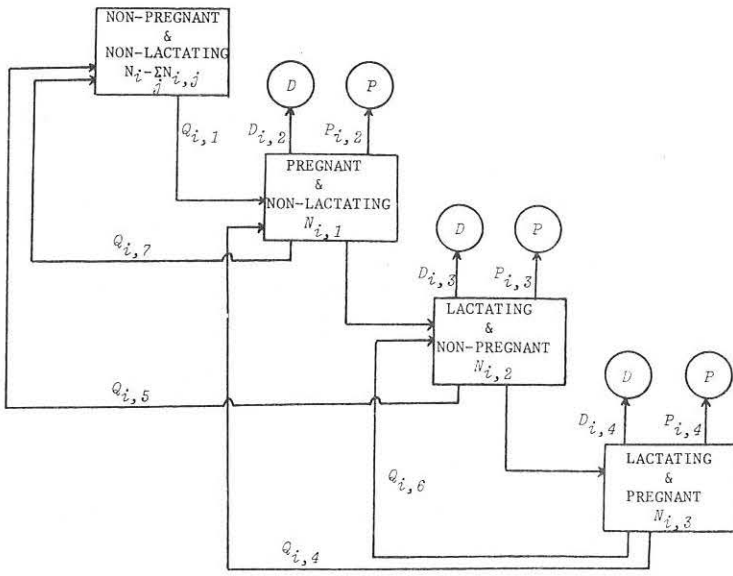 NON-PREGNANT
&
NON-LACTATING
N_i-ΣN_i,j
j
Q_i,1
D
P
D_i,2
P_i,2
PREGNANT
&
NON-LACTATING
N_i,1
Q_i,7
D
P
D_i,3
P_i,3
LACTATING
&
NON-PREGNANT
N_i,2
Q_i,5
D
P
D_i,4
P_i,4
LACTATING
&
PREGNANT
N_i,3
Q_i,6
Q_i,4